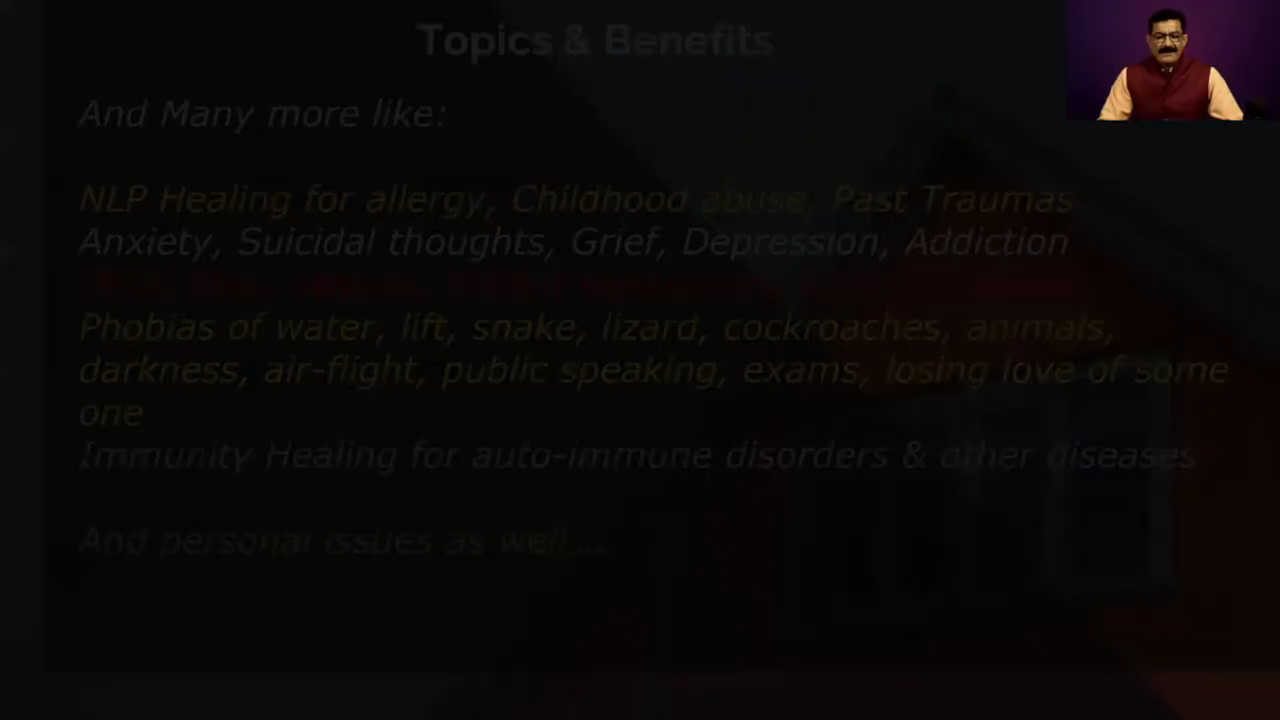 Topics & Benefits
And Many more like:
NLP Healing for allergy, Childhood abuse, Past Traumas
Anxiety, Suicidal thoughts, Grief, Depression, Addiction
Phobias of water, lift, snake, lizard, cockroaches, animals,
darkness, air-flight, public speaking, exams, losing love of some
one
Immunity Healing for auto-immune disorders & other diseases
And personal issues as well....